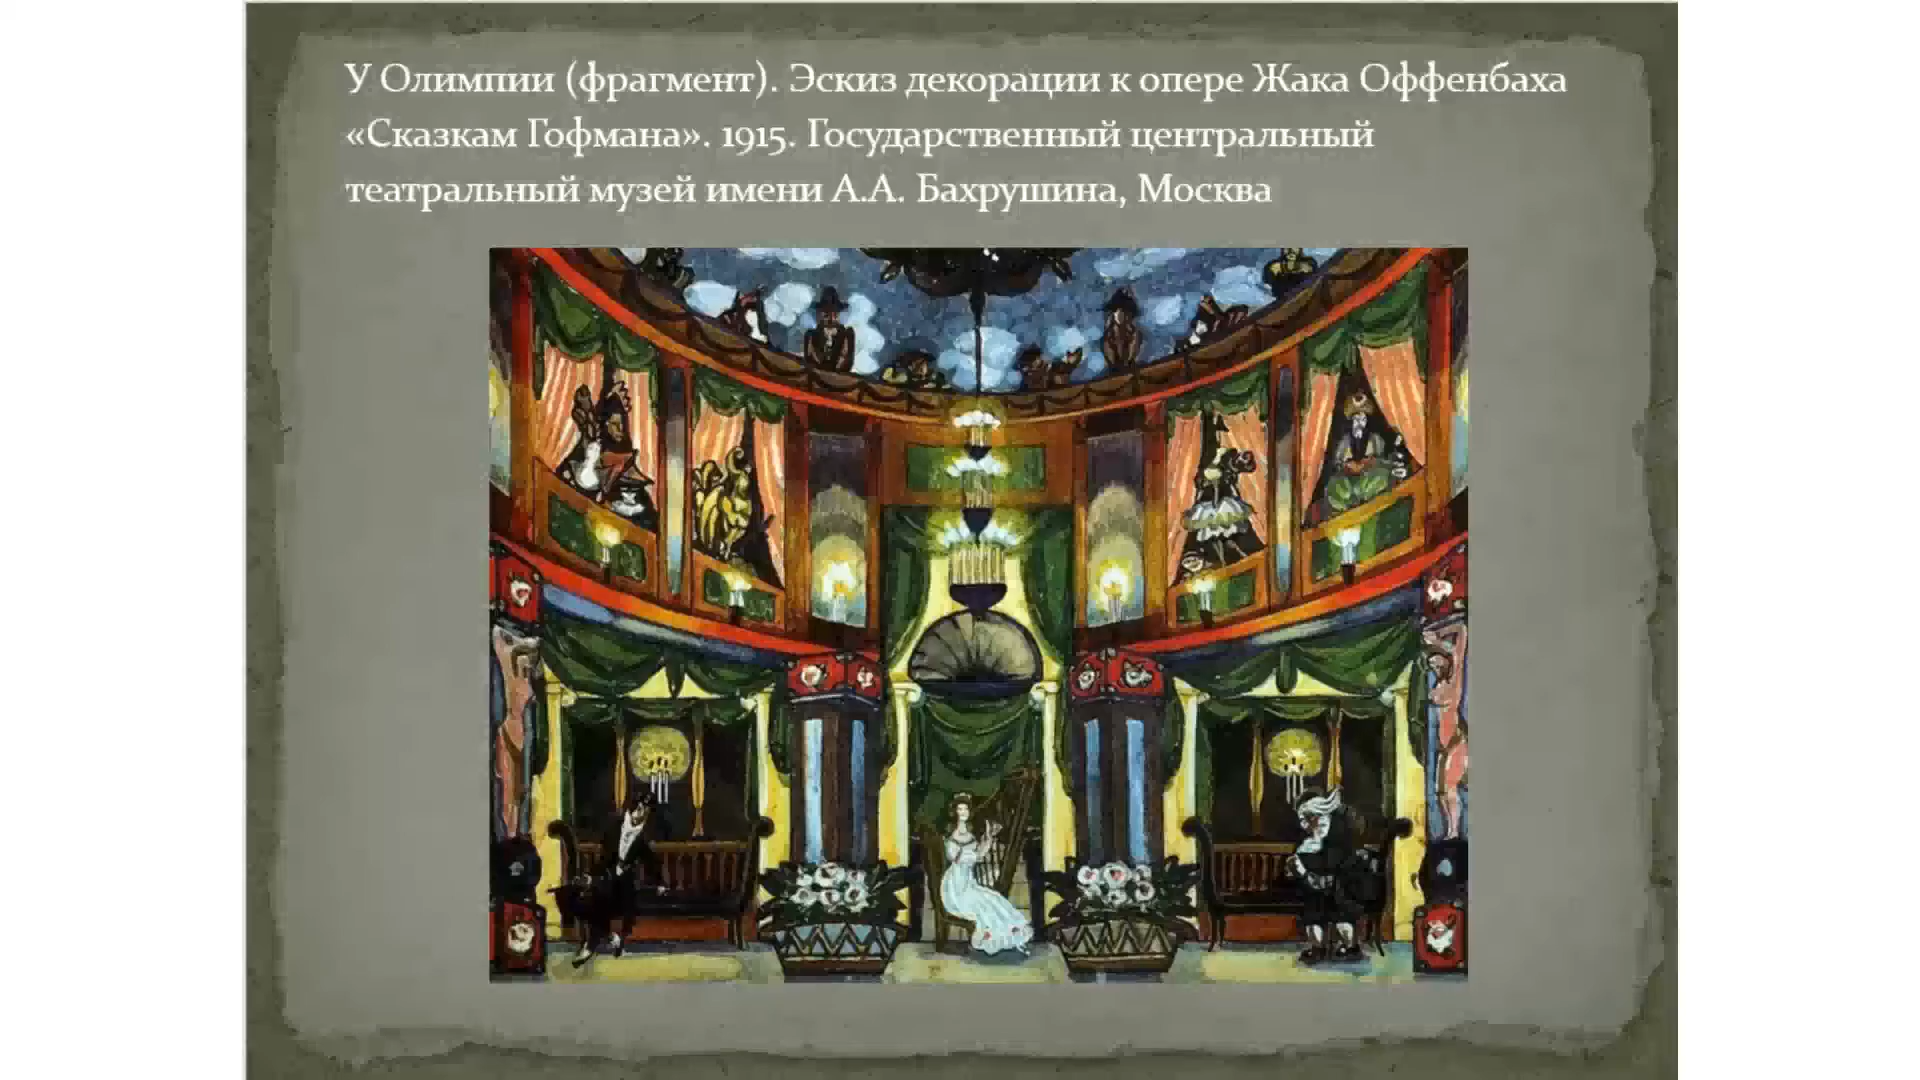 У Олимпии (фрагмент). Эскиз декорации к опере Жака Оффенбаха
«Сказкам Гофмана». 1915. Государственный центральный
театральный музей имени А.А. Бахрушина, Москва